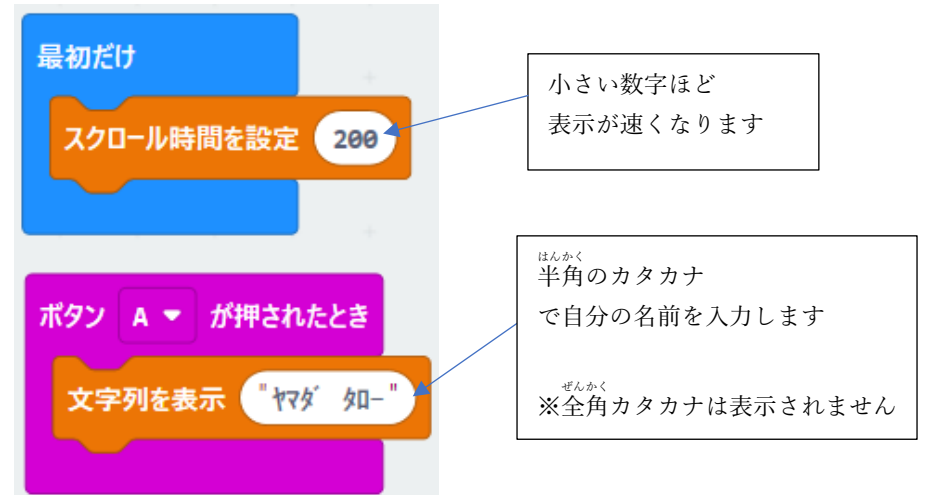 最初だけ
スクロール時間を設定 200
小さい数字ほど
表示が速くなります
ボタン A が押されたとき
文字列を表示 "ﾔﾏﾀﾞ ﾀﾛｰ"
はんかく
半角のカタカナ
で自分の名前を入力します
ぜんかく
※全角カタカナは表示されません